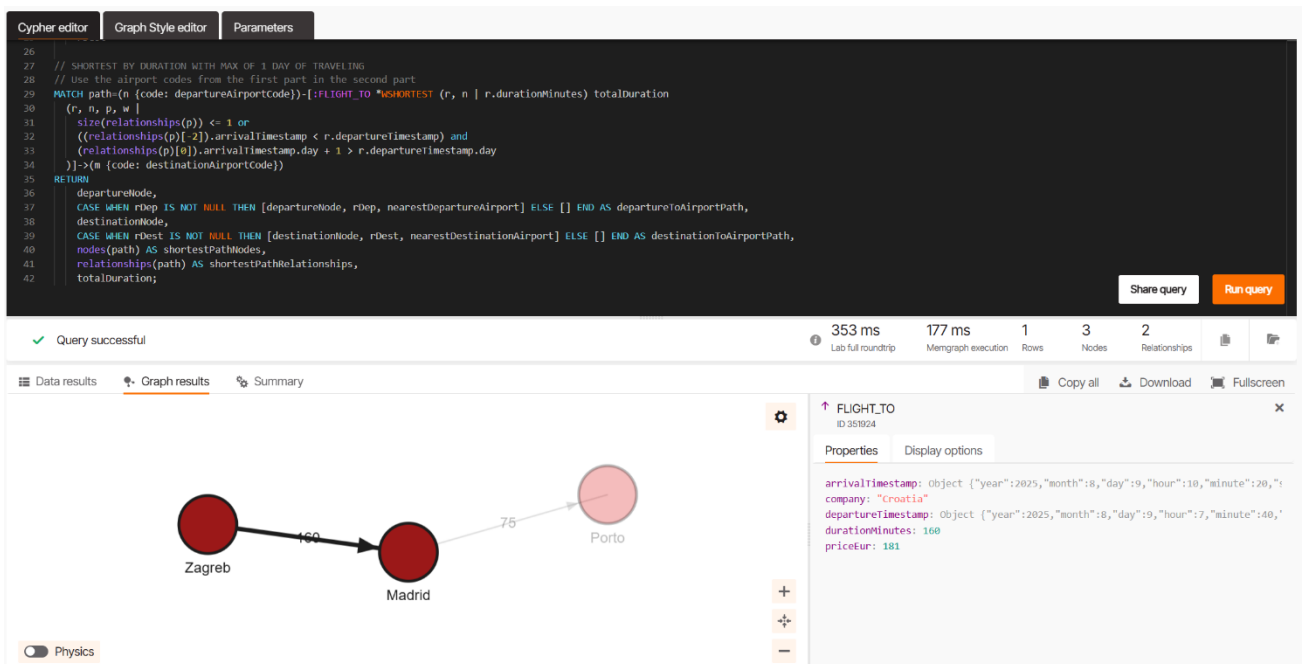 Cypher editor Graph Style editor Parameters
26
27 // SHORTEST BY DURATION WITH MAX OF 1 DAY OF TRAVELING
28 // Use the airport codes from the first part in the second part
29 MATCH path=(n {code: departureAirportCode})-[:FLIGHT_TO *WSHORTEST (r, n | r.durationMinutes) totalDuration
30 (r, n, p, w |
31 size(relationships(p)) <= 1 or
32 ((relationships(p)[-2]).arrivalTimestamp < r.departureTimestamp) and
33 (relationships(p)[0]).arrivalTimestamp.day + 1 > r.departureTimestamp.day
34 )]->(m {code: destinationAirportCode})
35 RETURN
36 departureNode,
37 CASE WHEN rDep IS NOT NULL THEN [departureNode, rDep, nearestDepartureAirport] ELSE [] END AS departureToAirportPath,
38 destinationNode,
39 CASE WHEN rDest IS NOT NULL THEN [destinationNode, rDest, nearestDestinationAirport] ELSE [] END AS destinationToAirportPath,
40 nodes(path) AS shortestPathNodes,
41 relationships(path) AS shortestPathRelationships,
42 totalDuration;
Share query Run query
Query successful
353 ms 177 ms 1 3 2
Lab full roundtrip Memgraph execution Rows Nodes Relationships
Data results Graph results Summary
Copy all Download Fullscreen
FLIGHT_TO
ID 351924
Properties Display options
arrivalTimestamp: Object {"year":2025,"month":8,"day":9,"hour":10,"minute":20,"
company: "Croatia"
departureTimestamp: Object {"year":2025,"month":8,"day":9,"hour":7,"minute":40,"
durationMinutes: 160
priceEur: 181
75
Porto
160
Zagreb
Madrid
Physics